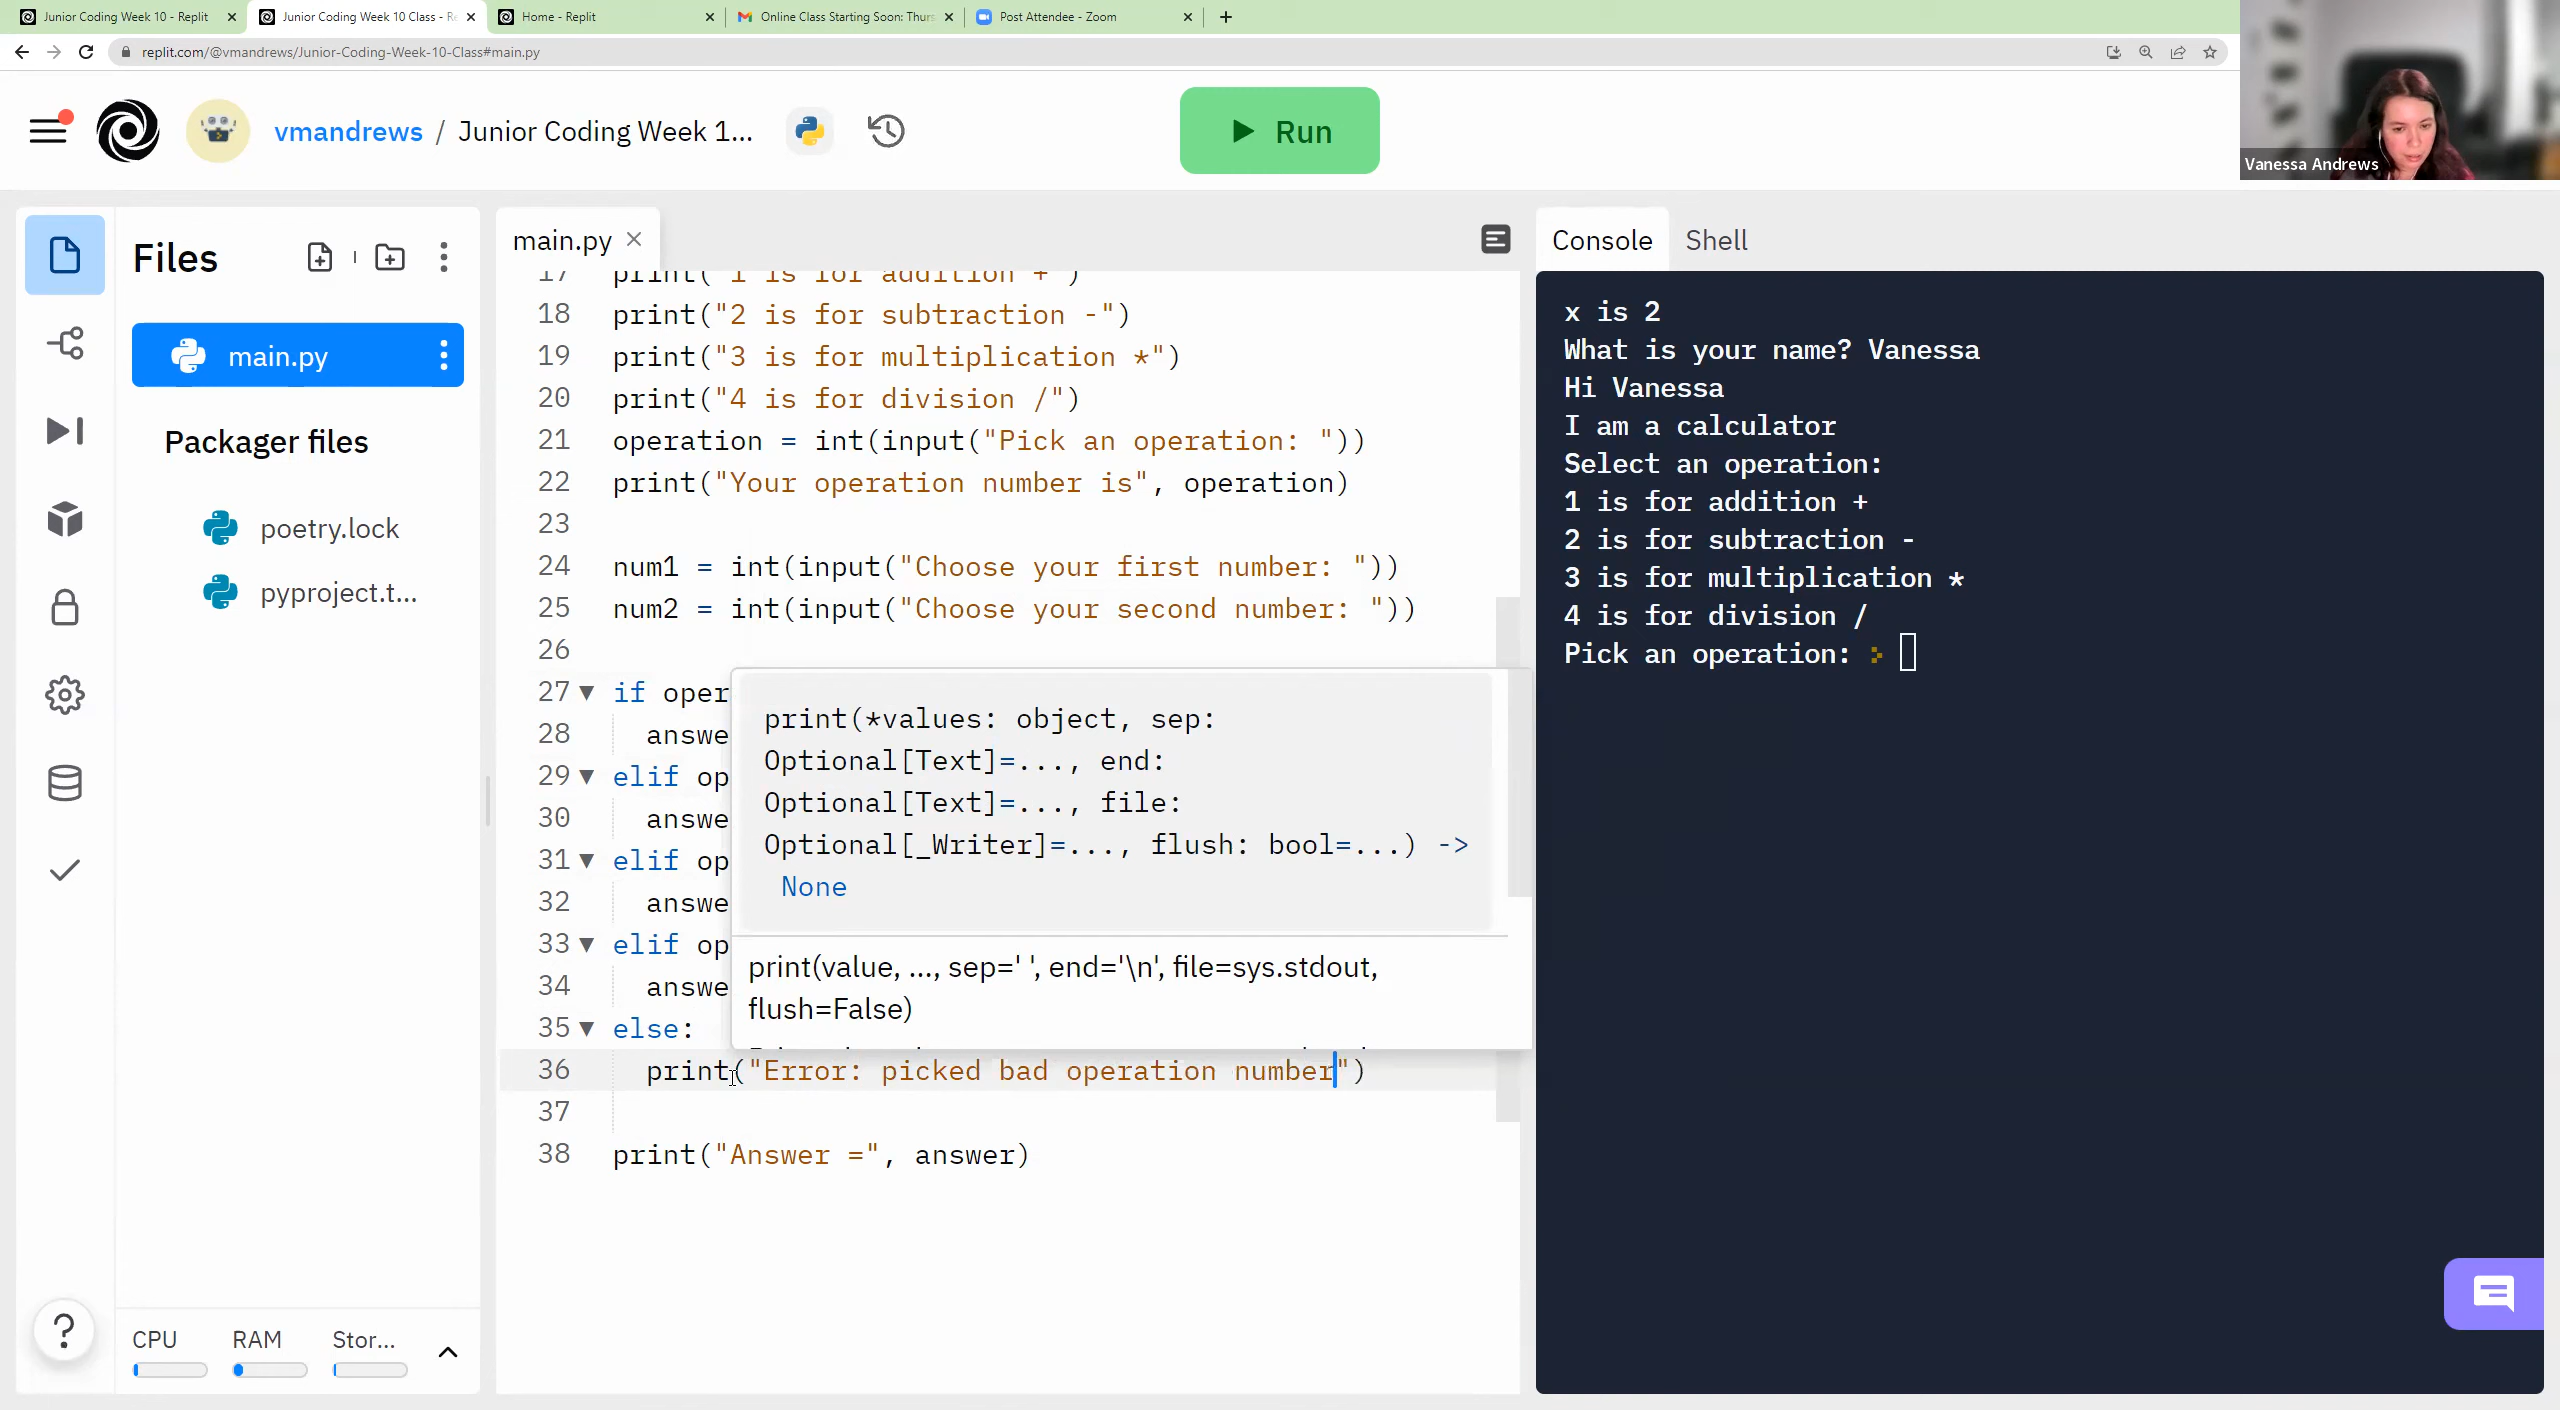 Junior Coding Week 10 - Replit
Junior Coding Week 10 Class - Re
Home - Replit
Online Class Starting Soon: Thurs
Post Attendee - Zoom
replit.com/@vmandrews/Junior-Coding-Week-10-Class#main.py
Vanessa Andrews
vmandrews / Junior Coding Week 1...
Run
Files
main.py
Packager files
poetry.lock
pyproject.t...
CPU
RAM
Stor...
main.py
17 print("1 is for addition +")
18 print("2 is for subtraction -")
19 print("3 is for multiplication *")
20 print("4 is for division /")
21 operation = int(input("Pick an operation: "))
22 print("Your operation number is", operation)
23
24 num1 = int(input("Choose your first number: "))
25 num2 = int(input("Choose your second number: "))
26
27 if oper
28 answe
29 elif op
30 answe
31 elif op
32 answe
33 elif op
34 answe
35 else:
36 print("Error: picked bad operation number")
37
38 print("Answer =", answer)
print(*values: object, sep:
Optional[Text]=..., end:
Optional[Text]=..., file:
Optional[_Writer]=..., flush: bool=...) ->
None
print(value, ..., sep=' ', end='\n', file=sys.stdout,
flush=False)
Console
Shell
x is 2
What is your name? Vanessa
Hi Vanessa
I am a calculator
Select an operation:
1 is for addition +
2 is for subtraction -
3 is for multiplication *
4 is for division /
Pick an operation: